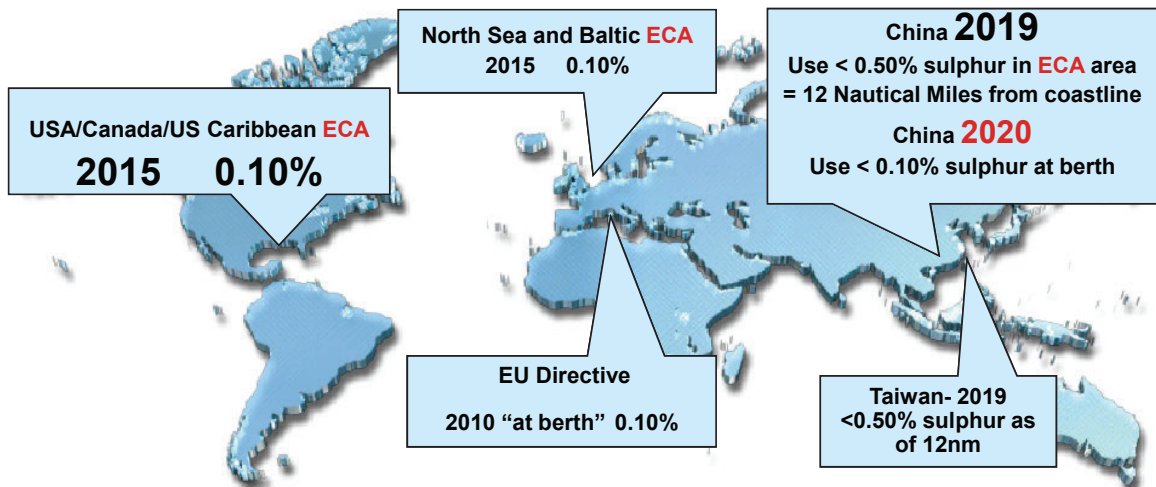 North Sea and Baltic ECA
2015 0.10%
China 2019
Use < 0.50% sulphur in ECA area
= 12 Nautical Miles from coastline
China 2020
Use < 0.10% sulphur at berth
USA/Canada/US Caribbean ECA
2015 0.10%
EU Directive
2010 “at berth” 0.10%
Taiwan- 2019
<0.50% sulphur as
of 12nm